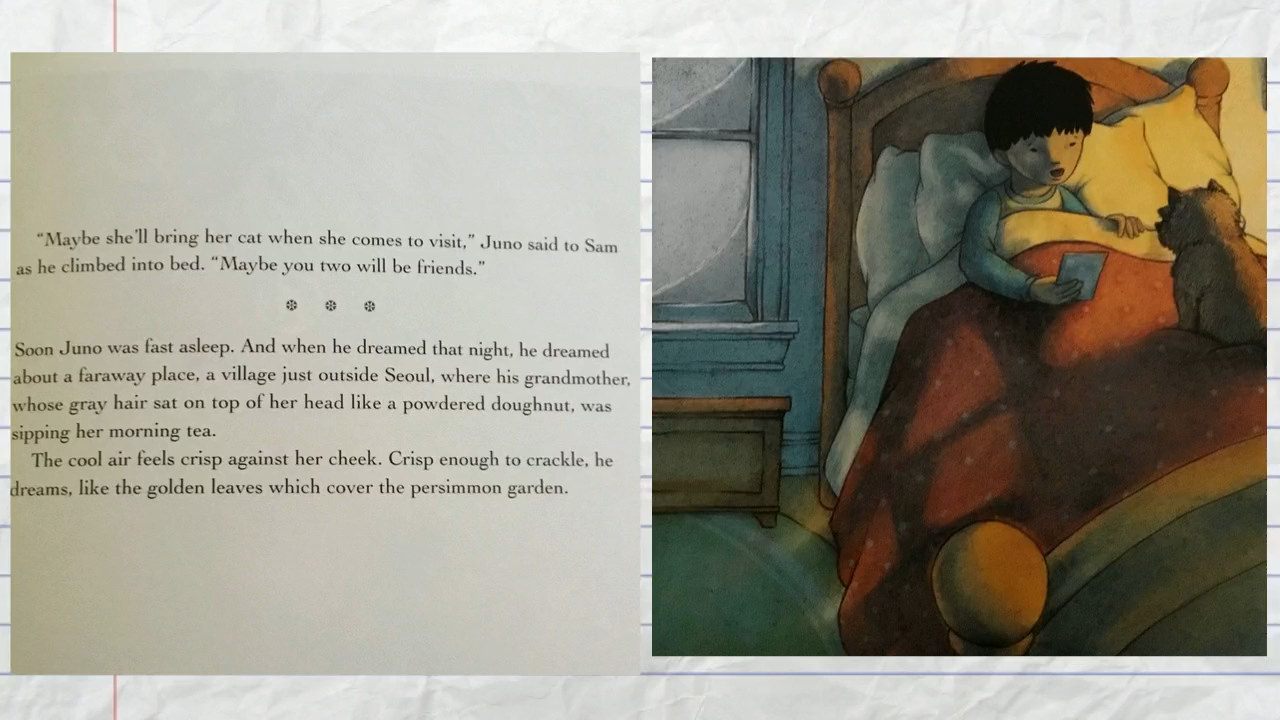 “Maybe she’ll bring her cat when she comes to visit,” Juno said to Sam
as he climbed into bed. “Maybe you two will be friends.”
❄ ❄ ❄
Soon Juno was fast asleep. And when he dreamed that night, he dreamed
about a faraway place, a village just outside Seoul, where his grandmother,
whose gray hair sat on top of her head like a powdered doughnut, was
sipping her morning tea.
The cool air feels crisp against her cheek. Crisp enough to crackle, he
dreams, like the golden leaves which cover the persimmon garden.